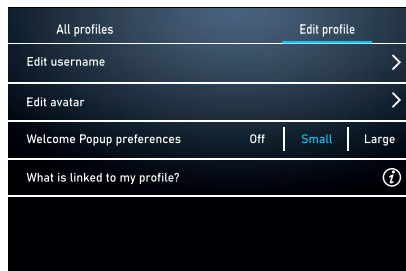 All profiles Edit profile
Edit username
Edit avatar
Welcome Popup preferences Off Small Large
What is linked to my profile?